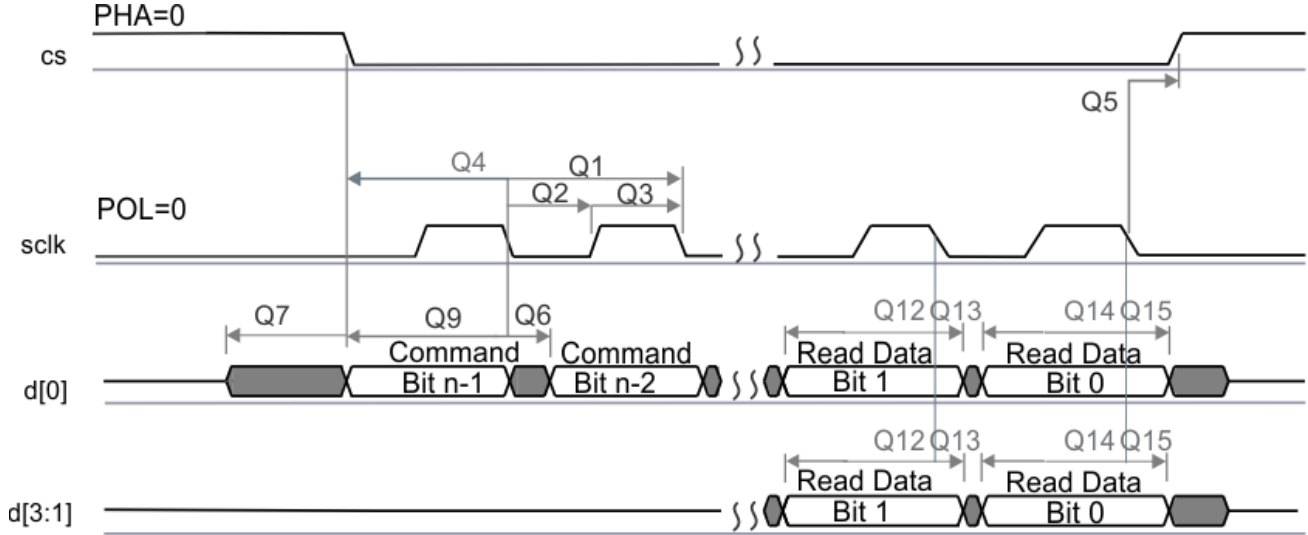 PHA=0
cs
Q5
Q4 Q1
Q2 Q3
POL=0
sclk
Q7 Q9 Q6 Q12 Q13 Q14 Q15
Command Command Read Data Read Data
d[0] Bit n-1 Bit n-2 Bit 1 Bit 0
Q12 Q13 Q14 Q15
Read Data Read Data
d[3:1] Bit 1 Bit 0